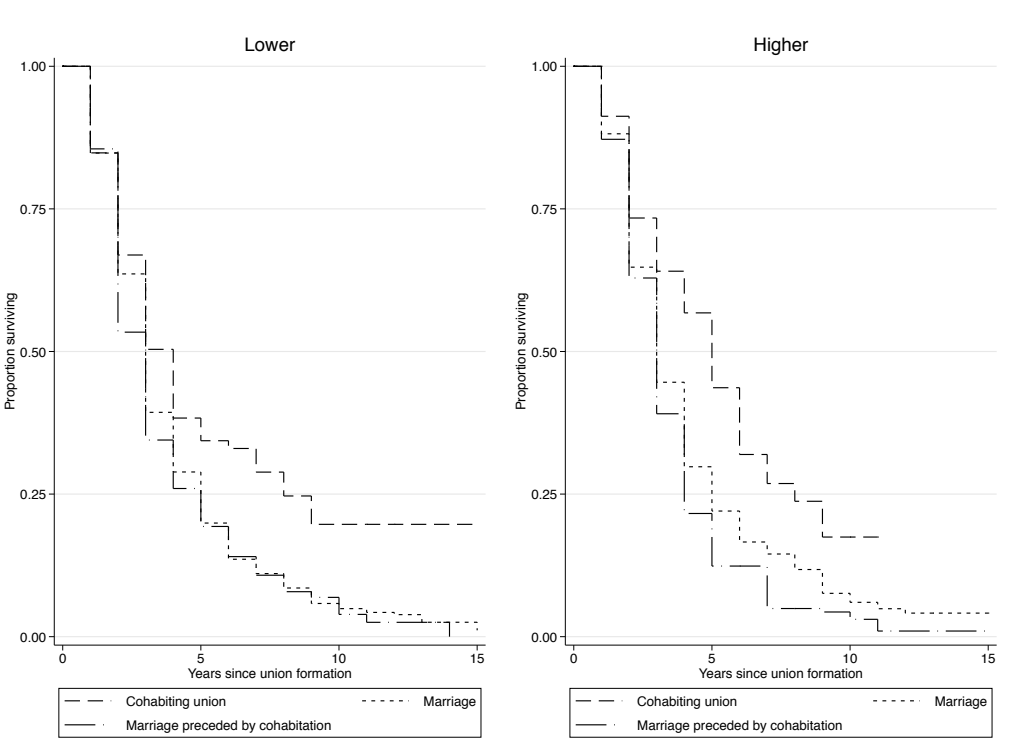 Lower
1.00
0.75
0.50
0.25
0.00
Proportion surviving
0 5 10 15
Years since union formation
Cohabiting union Marriage
Marriage preceded by cohabitation
Higher
1.00
0.75
0.50
0.25
0.00
Proportion surviving
0 5 10 15
Years since union formation
Cohabiting union Marriage
Marriage preceded by cohabitation